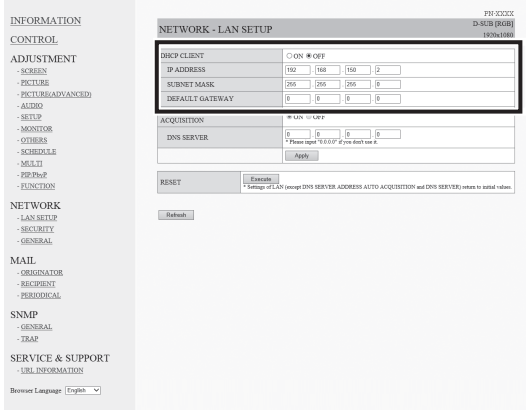 INFORMATION
CONTROL
ADJUSTMENT
- SCREEN
- PICTURE
- PICTURE(ADVANCED)
- AUDIO
- SETUP
- MONITOR
- OTHERS
- SCHEDULE
- MULTI
- PIP/PbyP
- FUNCTION
NETWORK
- LAN SETUP
- SECURITY
- GENERAL
MAIL
- ORIGINATOR
- RECIPIENT
- PERIODICAL
SNMP
- GENERAL
- TRAP
SERVICE & SUPPORT
- URL INFORMATION
Browser Language English
PN-XXXX
NETWORK - LAN SETUP D-SUB [RGB]
1920x1080
DHCP CLIENT ON OFF
IP ADDRESS 192 . 168 . 150 . 2
SUBNET MASK 255 . 255 . 255 . 0
DEFAULT GATEWAY 0 . 0 . 0 . 0
ACQUISITION ON OFF
DNS SERVER 0 . 0 . 0 . 0
* Please input "0.0.0.0" if you don't use it.
Apply
RESET Execute
* Settings of LAN (except DNS SERVER ADDRESS AUTO ACQUISITION and DNS SERVER) return to initial values.
Refresh